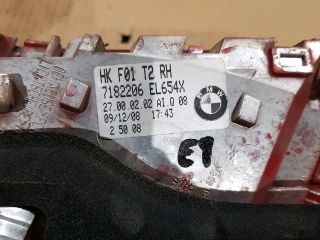 HK F01 T2 RH
7182206 EL654X
27.00.02.02 AI.Q 08
09/12/08 17:43
2 50 08
BMW
E1